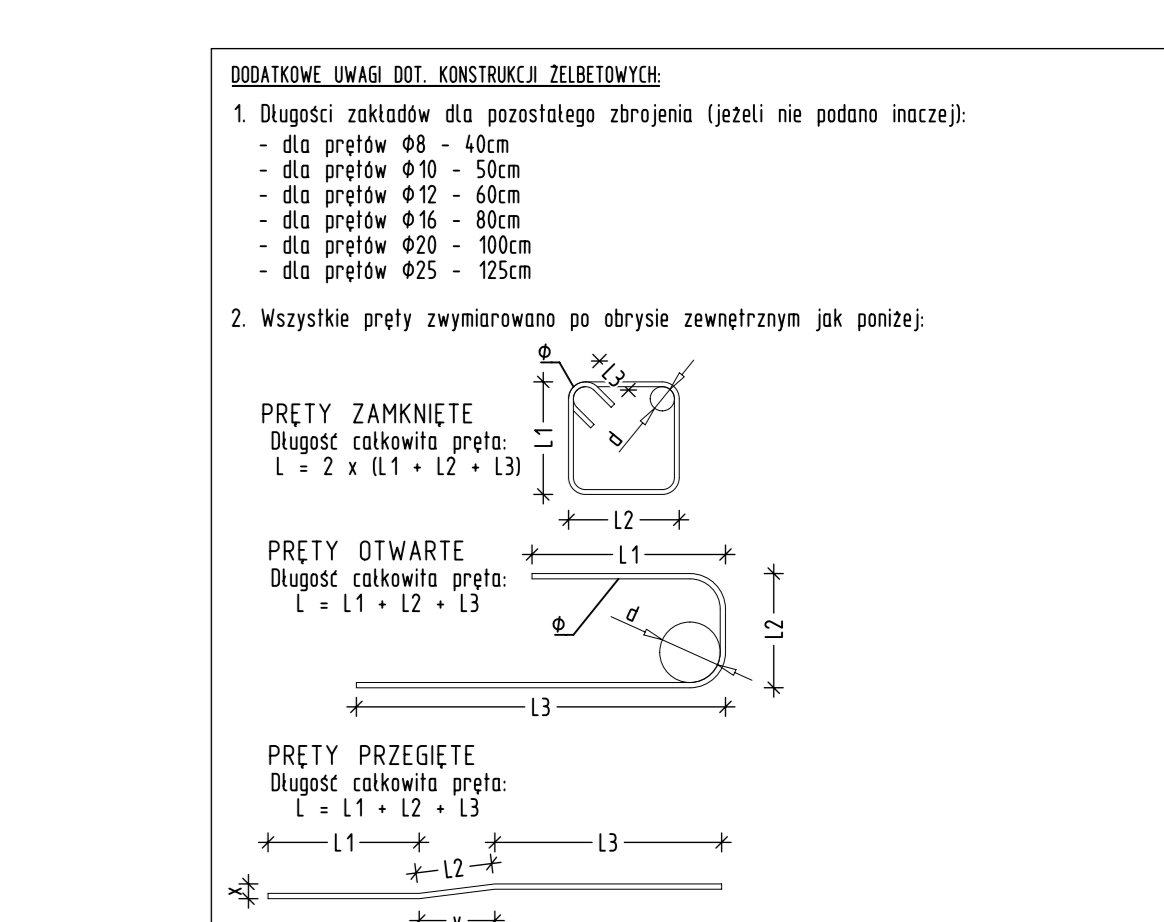 DODATKOWE UWAGI DOT. KONSTRUKCJI ŻELBETOWYCH:
1. Długości zakładów dla pozostałego zbrojenia (jeżeli nie podano inaczej):
- dla prętów Φ8 - 40cm
- dla prętów Φ10 - 50cm
- dla prętów Φ12 - 60cm
- dla prętów Φ16 - 80cm
- dla prętów Φ20 - 100cm
- dla prętów Φ25 - 125cm
2. Wszystkie pręty zwymiarowano po obrysie zewnętrznym jak poniżej:
Φ
L3
PRĘTY ZAMKNIĘTE
Długość całkowita pręta:
L = 2 x (L1 + L2 + L3)
L1
d
L2
PRĘTY OTWARTE
Długość całkowita pręta:
L = L1 + L2 + L3
L1
Φ
d
L2
L3
PRĘTY PRZEGIĘTE
Długość całkowita pręta:
L = L1 + L2 + L3
L1
L3
L2
x